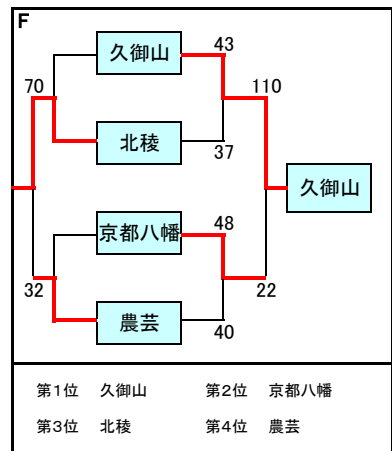 F
久御山
43
70
110
北稜
37
久御山
京都八幡
48
32
22
農芸
40
第1位 久御山 第2位 京都八幡
第3位 北稜 第4位 農芸